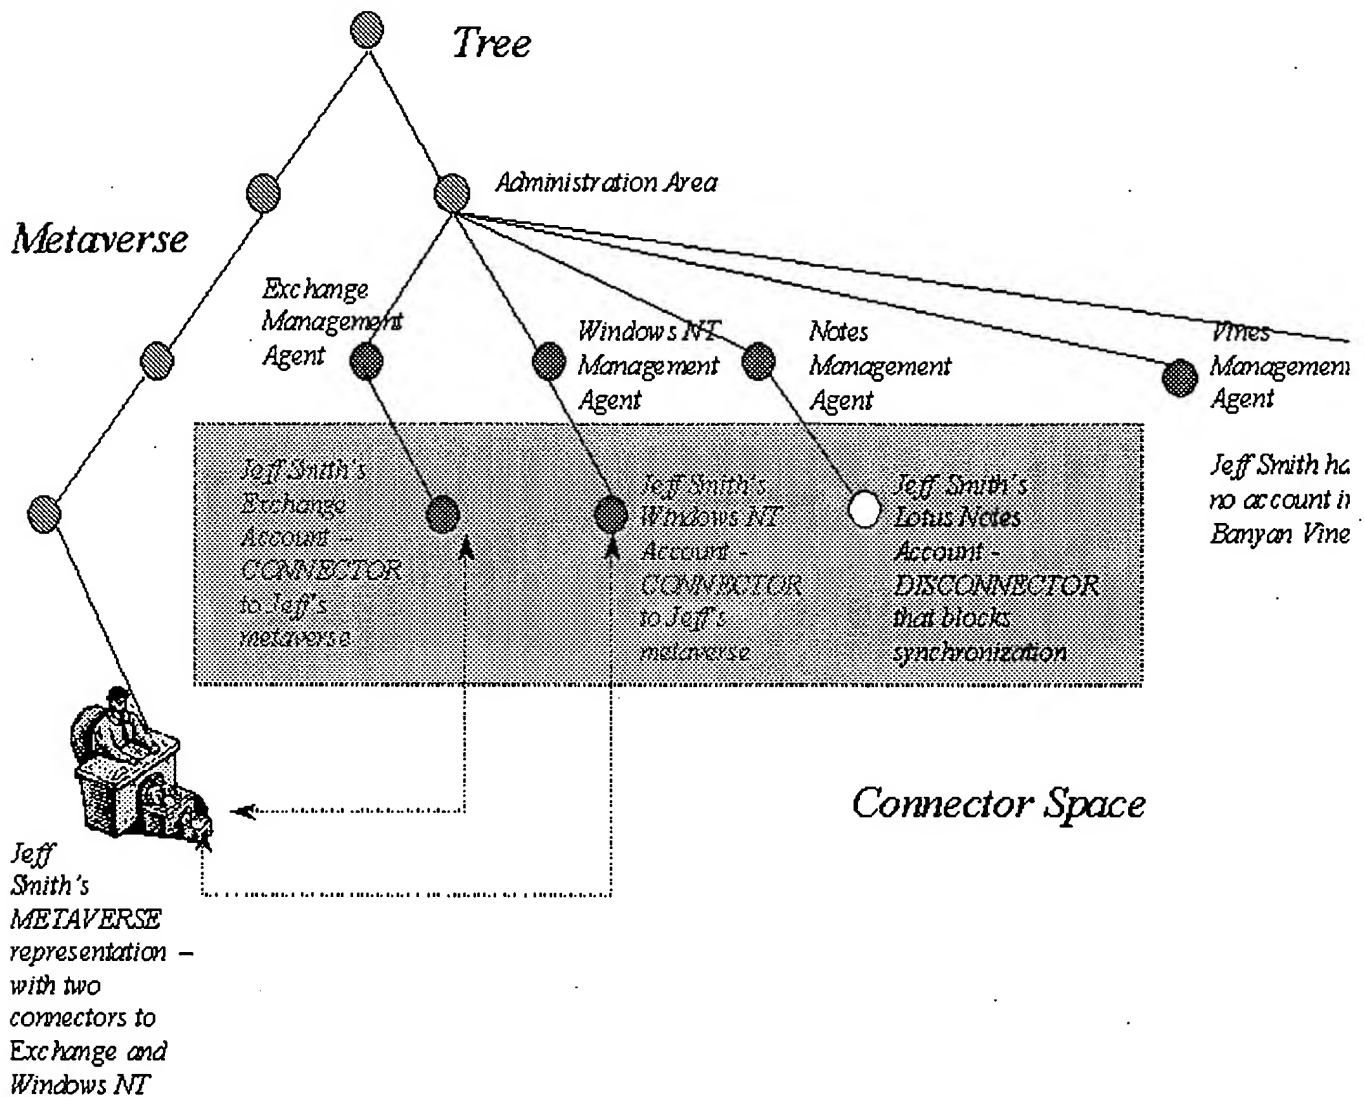 Tree
Administration Area
Metaverse
Exchange
Management
Agent
Windows NT
Management
Agent
Notes
Management
Agent
Vines
Management
Agent
Jeff Smith's
Exchange
Account –
CONNECTOR
to Jeff's
metaverse
Jeff Smith's
Windows NT
Account -
CONNECTOR
to Jeff's
metaverse
Jeff Smith's
Lotus Notes
Account -
DISCONNECTOR
that blocks
synchronization
Jeff Smith
no account
Banyan
Connector Space
Jeff
Smith's
METAVERSE
representation –
with two
connectors to
Exchange and
Windows NT